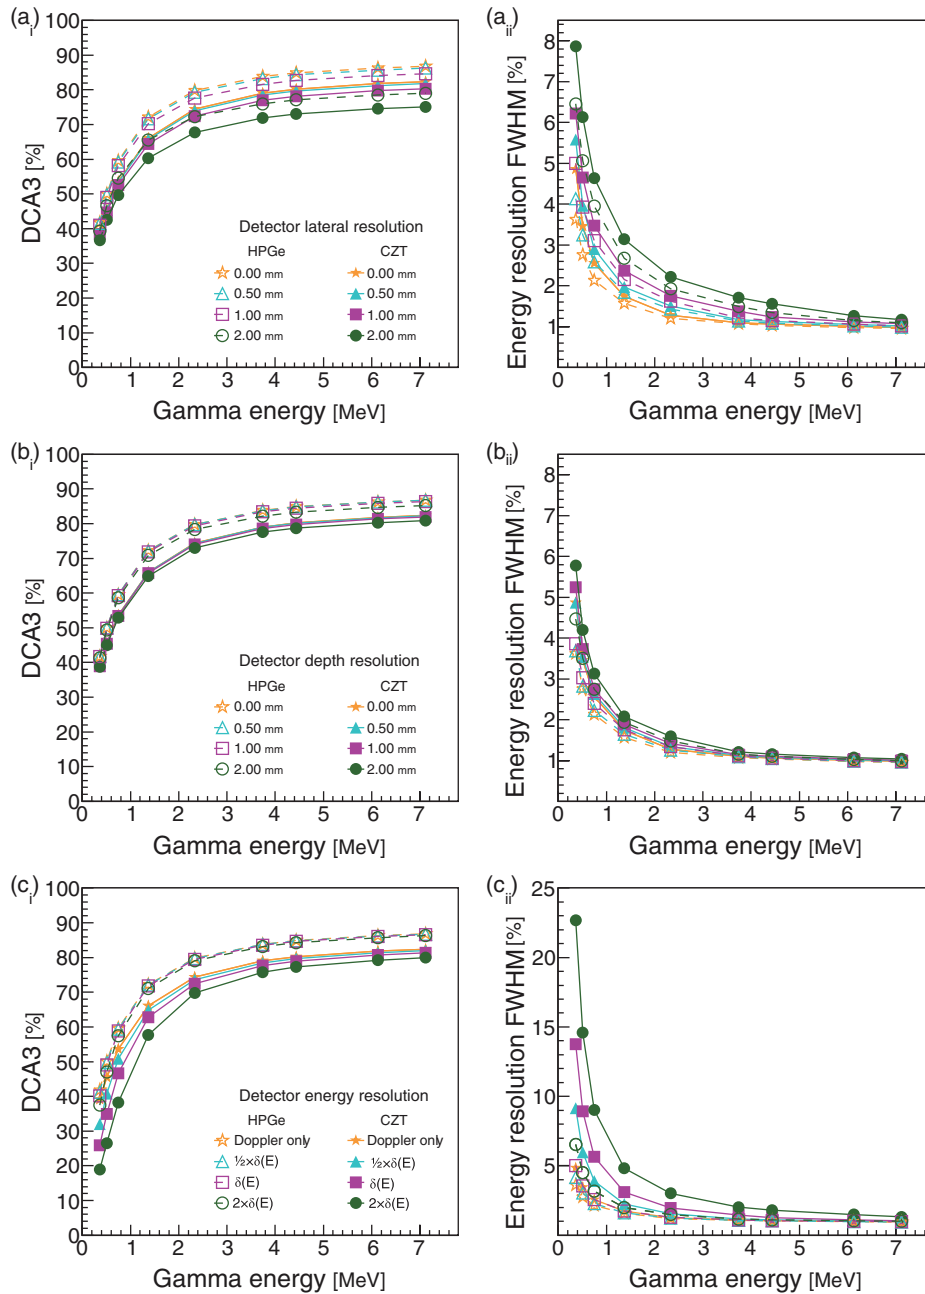 (a_i)
100
90
80
70
60
50
40
30
20
10
0
DCA3 [%]
Detector lateral resolution
HPGe CZT
0.00 mm 0.00 mm
0.50 mm 0.50 mm
1.00 mm 1.00 mm
2.00 mm 2.00 mm
0 1 2 3 4 5 6 7
Gamma energy [MeV]
(a_ii)
8
7
6
5
4
3
2
1
Energy resolution FWHM [%]
0 1 2 3 4 5 6 7
Gamma energy [MeV]
(b_i)
100
90
80
70
60
50
40
30
20
10
0
DCA3 [%]
Detector depth resolution
HPGe CZT
0.00 mm 0.00 mm
0.50 mm 0.50 mm
1.00 mm 1.00 mm
2.00 mm 2.00 mm
0 1 2 3 4 5 6 7
Gamma energy [MeV]
(b_ii)
8
7
6
5
4
3
2
1
Energy resolution FWHM [%]
0 1 2 3 4 5 6 7
Gamma energy [MeV]
(c_i)
100
90
80
70
60
50
40
30
20
10
0
DCA3 [%]
Detector energy resolution
HPGe CZT
Doppler only Doppler only
½×δ(E) ½×δ(E)
δ(E) δ(E)
2×δ(E) 2×δ(E)
0 1 2 3 4 5 6 7
Gamma energy [MeV]
(c_ii)
25
20
15
10
5
Energy resolution FWHM [%]
0 1 2 3 4 5 6 7
Gamma energy [MeV]